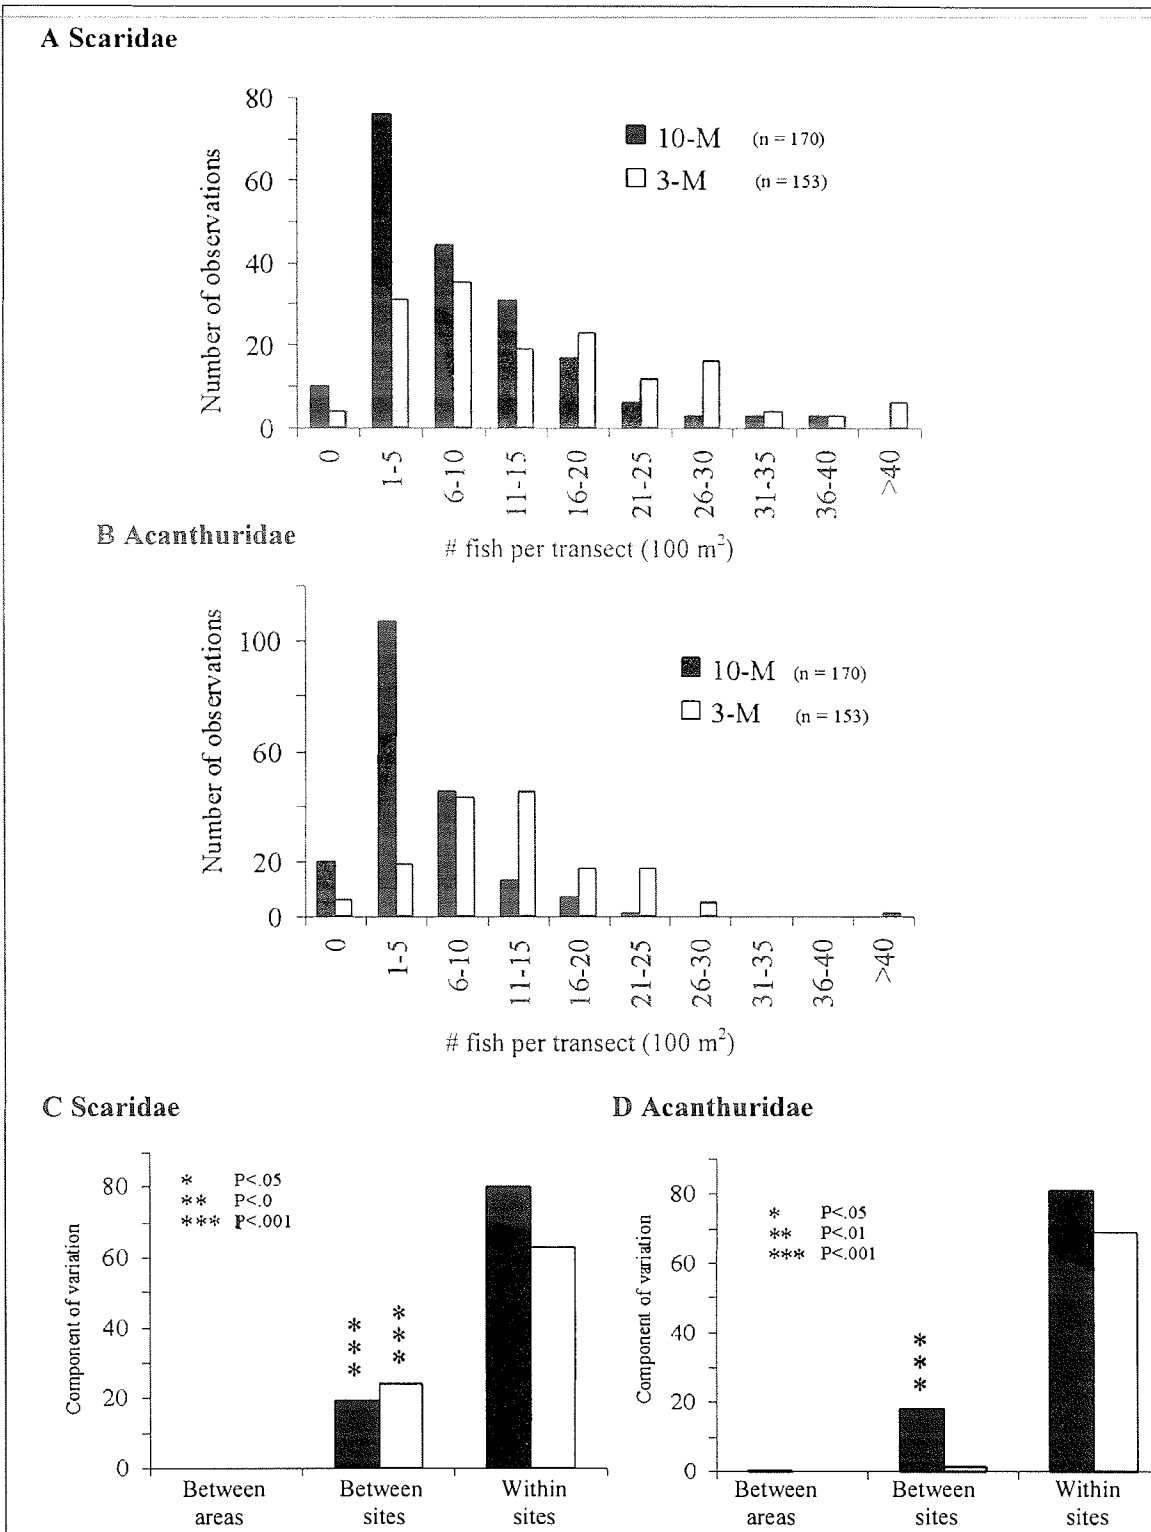 A Scaridae
80
60
40
20
0
Number of observations
10-M (n = 170)
3-M (n = 153)
0 1-5 6-10 11-15 16-20 21-25 26-30 31-35 36-40 >40
# fish per transect (100 m²)
B Acanthuridae
100
60
20
0
Number of observations
10-M (n = 170)
3-M (n = 153)
0 1-5 6-10 11-15 16-20 21-25 26-30 31-35 36-40 >40
# fish per transect (100 m²)
C Scaridae
80
60
40
20
0
Component of variation
* P<.05
** P<.0
*** P<.001
*** ***
Between areas
Between sites
Within sites
D Acanthuridae
80
60
40
20
0
Component of variation
* P<.05
** P<.01
*** P<.001
***
Between areas
Between sites
Within sites